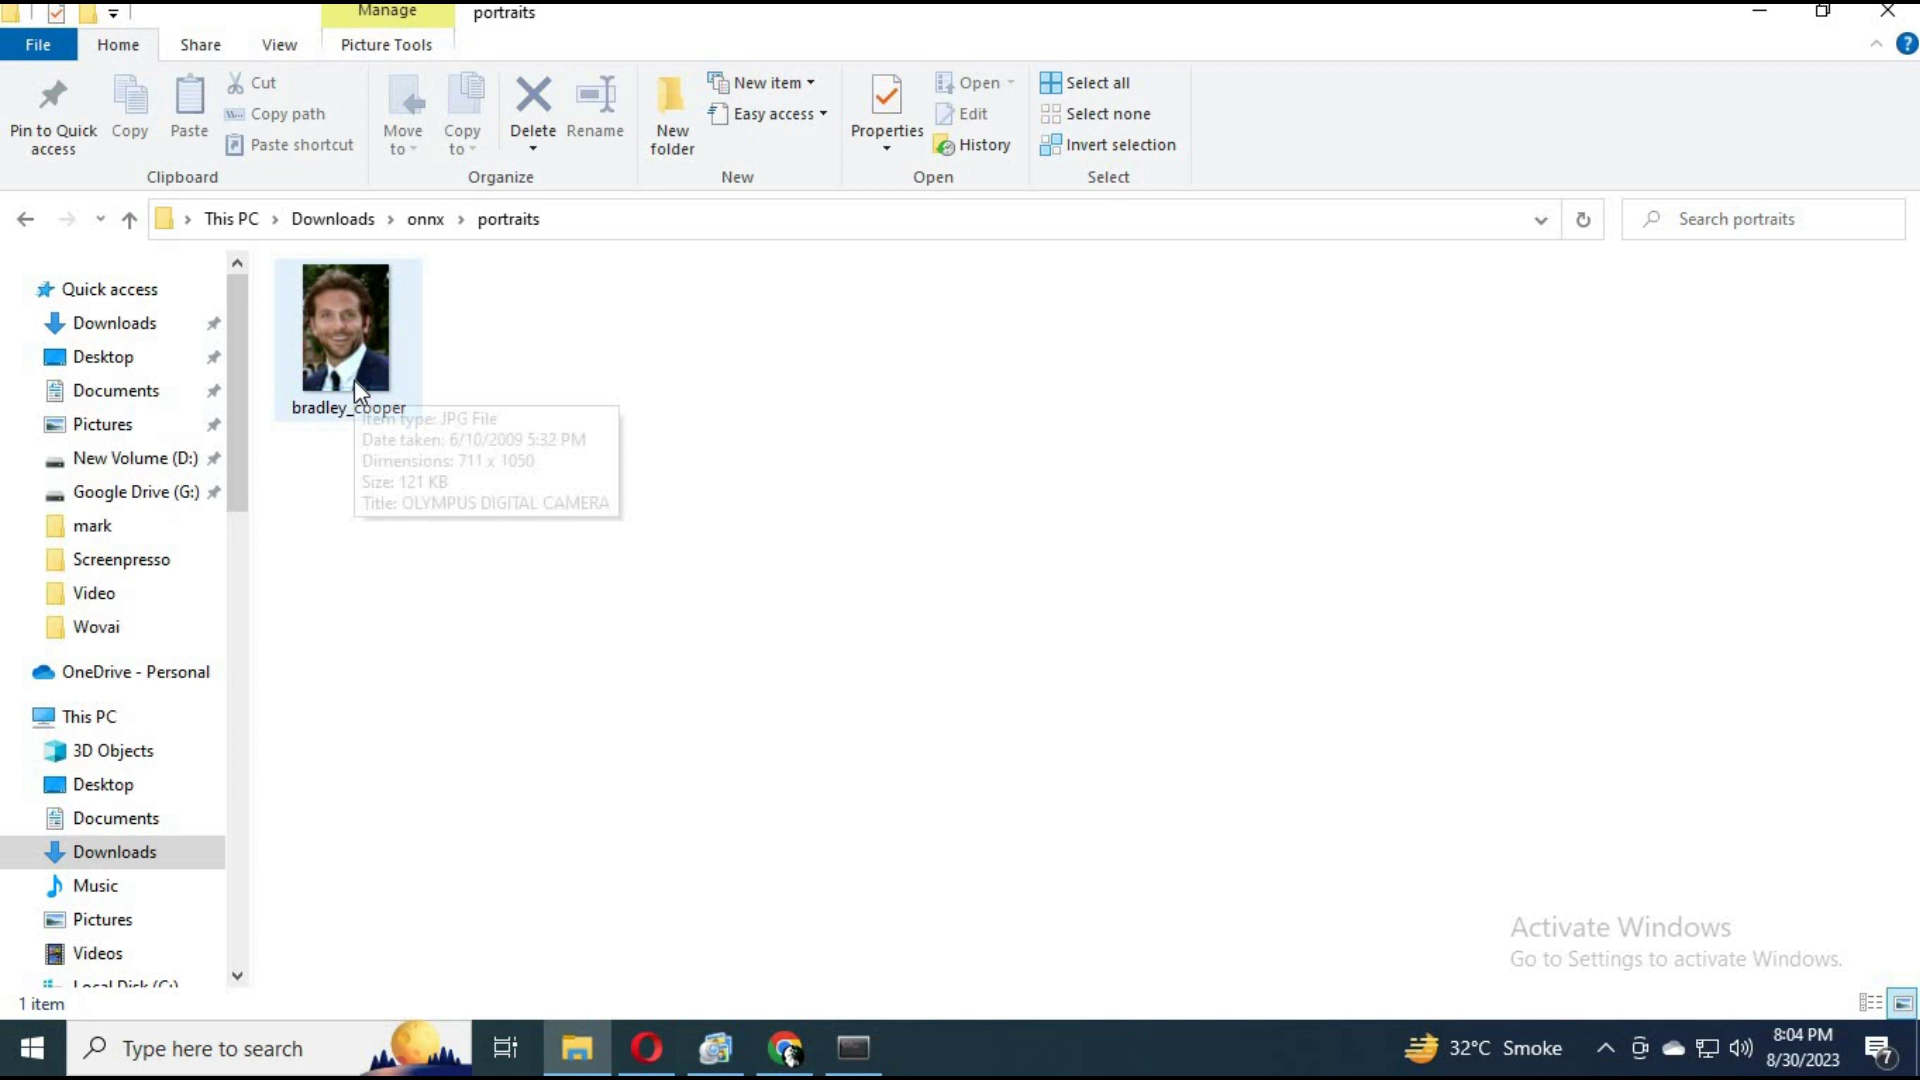 Manage
portraits
File
Home
Share
View
Picture Tools
Pin to Quick access
Copy
Paste
Cut
Copy path
Paste shortcut
Clipboard
Move to
Copy to
Delete
Rename
Organize
New folder
New item
Easy access
New
Properties
Open
Edit
History
Open
Select all
Select none
Invert selection
Select
This PC > Downloads > onnx > portraits
Search portraits
Quick access
Downloads
Desktop
Documents
Pictures
New Volume (D:)
Google Drive (G:)
mark
Screenpresso
Video
Wovai
OneDrive - Personal
This PC
3D Objects
Desktop
Documents
Downloads
Music
Pictures
Videos
Local Disk (C:)
bradley_cooper
Item type: JPG File
Date taken: 6/10/2009 5:32 PM
Dimensions: 711 x 1050
Size: 121 KB
Title: OLYMPUS DIGITAL CAMERA
Activate Windows
Go to Settings to activate Windows.
1 item
Type here to search
32°C Smoke
8:04 PM
8/30/2023
7